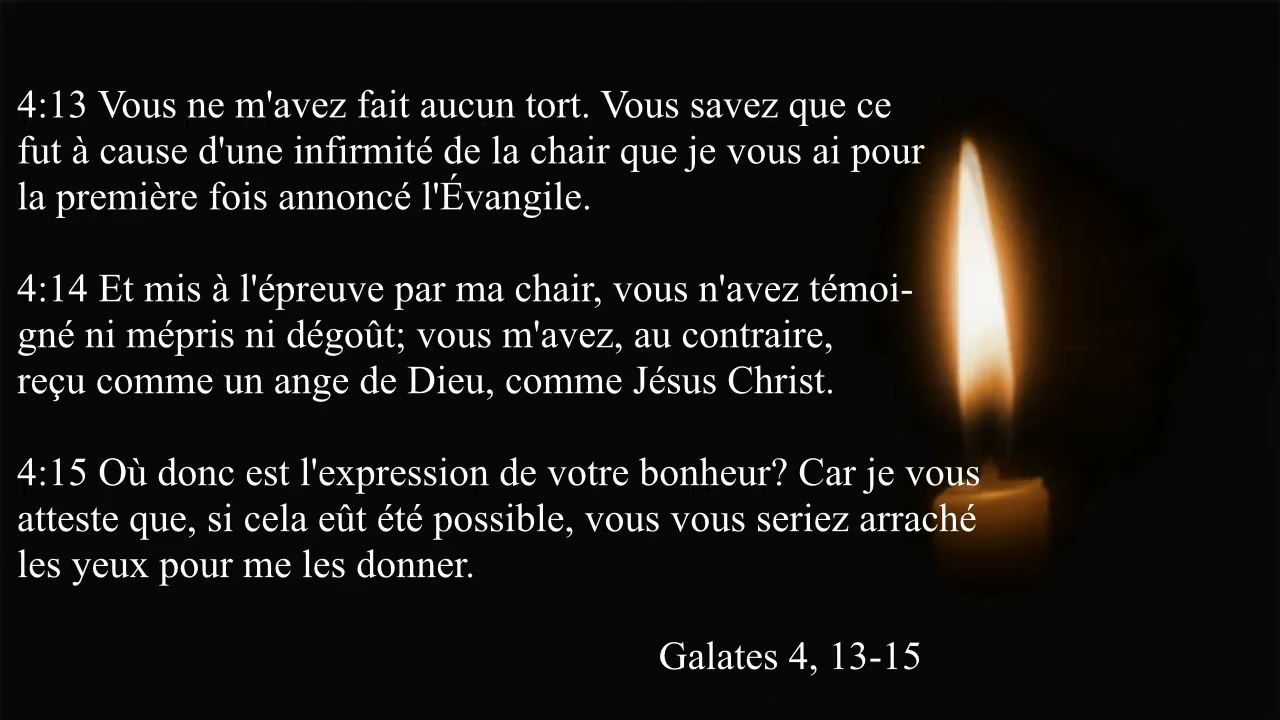 4:13 Vous ne m'avez fait aucun tort. Vous savez que ce
fut à cause d'une infirmité de la chair que je vous ai pour
la première fois annoncé l'Évangile.
4:14 Et mis à l'épreuve par ma chair, vous n'avez témoi-
gné ni mépris ni dégoût; vous m'avez, au contraire,
reçu comme un ange de Dieu, comme Jésus Christ.
4:15 Où donc est l'expression de votre bonheur? Car je vous
atteste que, si cela eût été possible, vous vous seriez arraché
les yeux pour me les donner.
Galates 4, 13-15